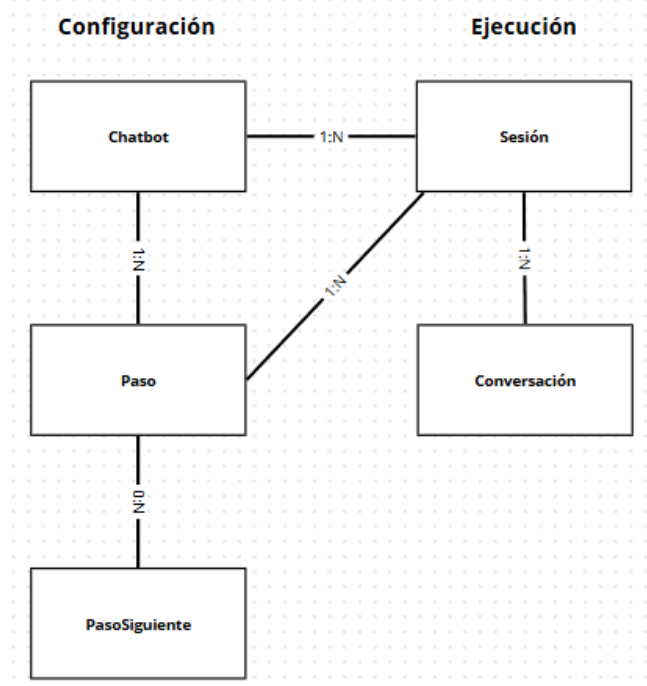 Configuración
Ejecución
Chatbot
1:N
Sesión
1:N
1:N
1:N
Paso
Conversación
0:N
PasoSiguiente